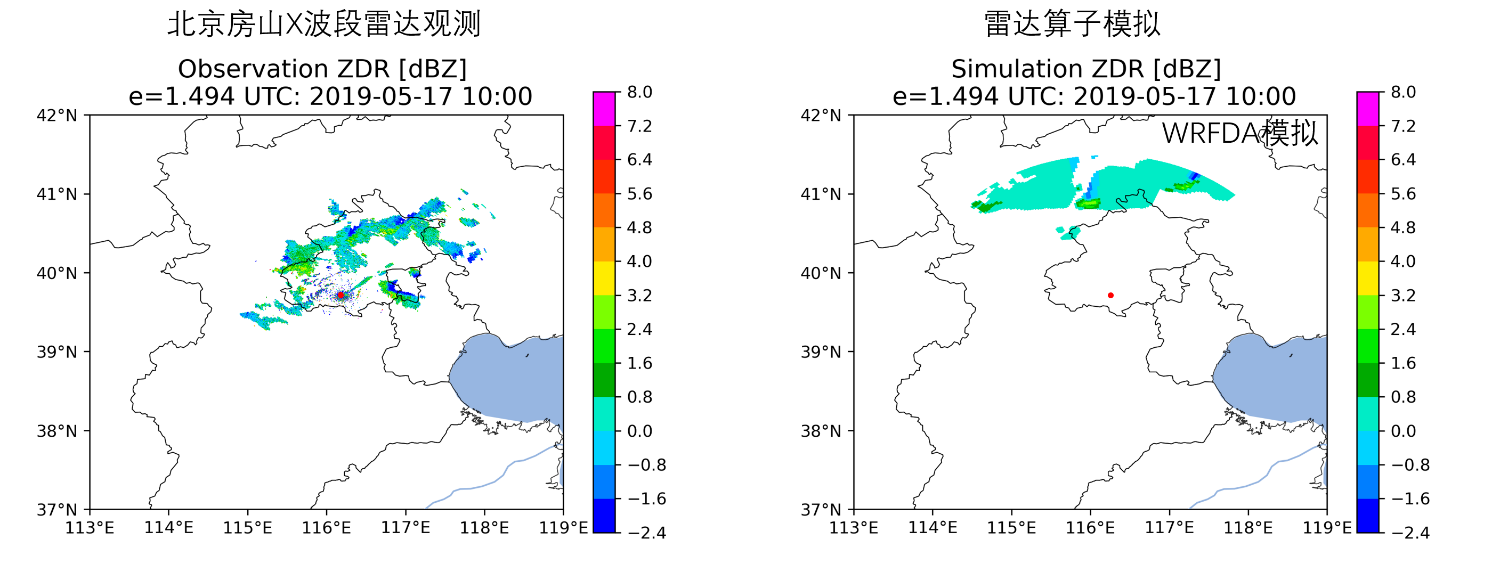 北京房山X波段雷达观测
Observation ZDR [dBZ]
e=1.494 UTC: 2019-05-17 10:00
42°N
41°N
40°N
39°N
38°N
37°N
113°E 114°E 115°E 116°E 117°E 118°E 119°E
8.0
7.2
6.4
5.6
4.8
4.0
3.2
2.4
1.6
0.8
0.0
−0.8
−1.6
−2.4
雷达算子模拟
Simulation ZDR [dBZ]
e=1.494 UTC: 2019-05-17 10:00
WRFDA模拟
42°N
41°N
40°N
39°N
38°N
37°N
113°E 114°E 115°E 116°E 117°E 118°E 119°E
8.0
7.2
6.4
5.6
4.8
4.0
3.2
2.4
1.6
0.8
0.0
−0.8
−1.6
−2.4